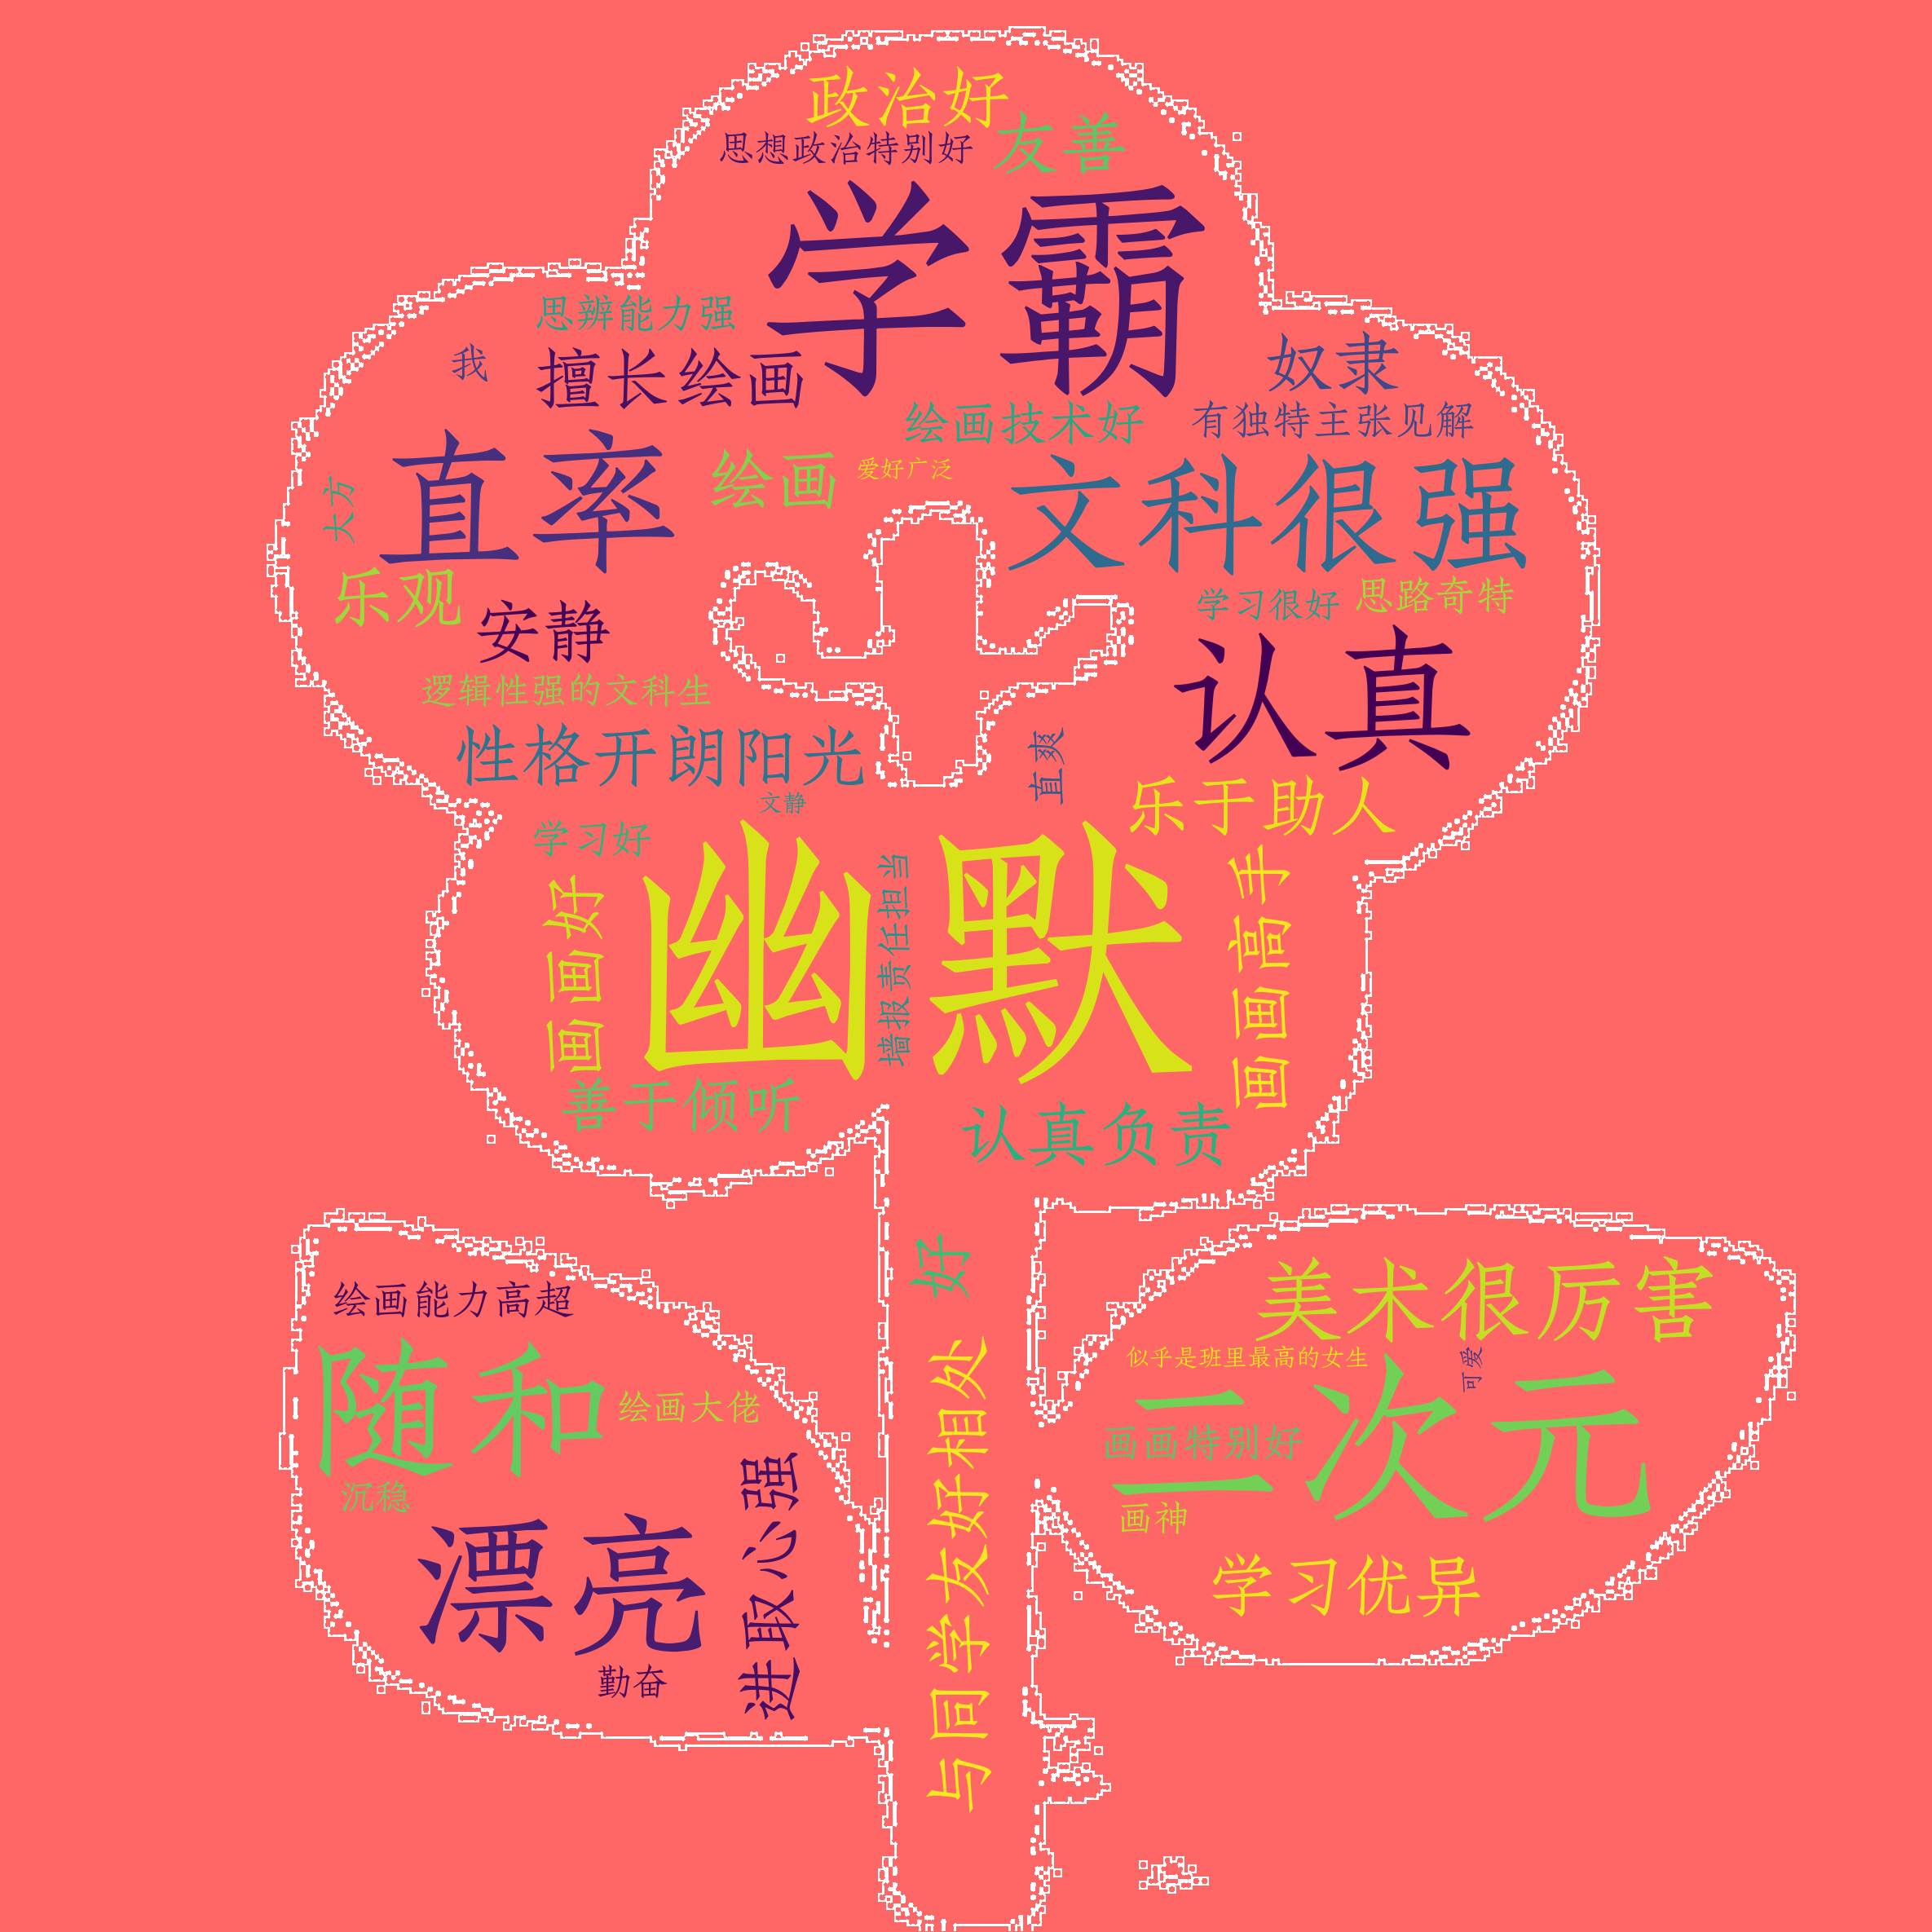 政治好
思想政治特别好
友善
学霸
思辨能力强
我
擅长绘画
奴隶
绘画技术好
有独特主张见解
直率
绘画
爱好广泛
文科很强
大方
乐观
安静
学习很好
思路奇特
认真
逻辑性强的文科生
性格开朗阳光
直爽
文静
乐于助人
学习好
幽默
画画好
墙报责任担当
画画高手
善于倾听
认真负责
好
绘画能力高超
美术很厉害
随和
似乎是班里最高的女生
可爱
绘画大佬
二次元
画画特别好
沉稳
画神
漂亮
进取心强
与同学友好相处
学习优异
勤奋